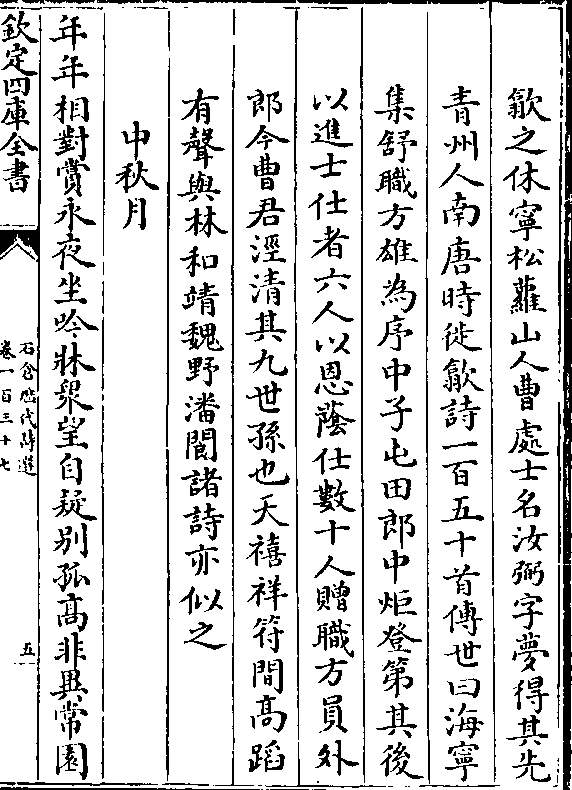 歙之休寧松蘿山人曹處士名汝弼字夢得其先
青州人南唐時徙歙詩一百五十首傳世曰海寧
集舒職方雄為序中子屯田郎中炬登第其後
以進士仕者六人以恩蔭仕數十人贈職方員外
郎今曹君涇清其九世孫也天禧祥符間高蹈
有聲與林和靖魏野潘閬諸詩亦似之
中秋月
年年相對賞永夜坐吟牀衆望自疑别孤高非異常園
欽定四庫全書
石倉歷代詩選
卷一百三十七
五